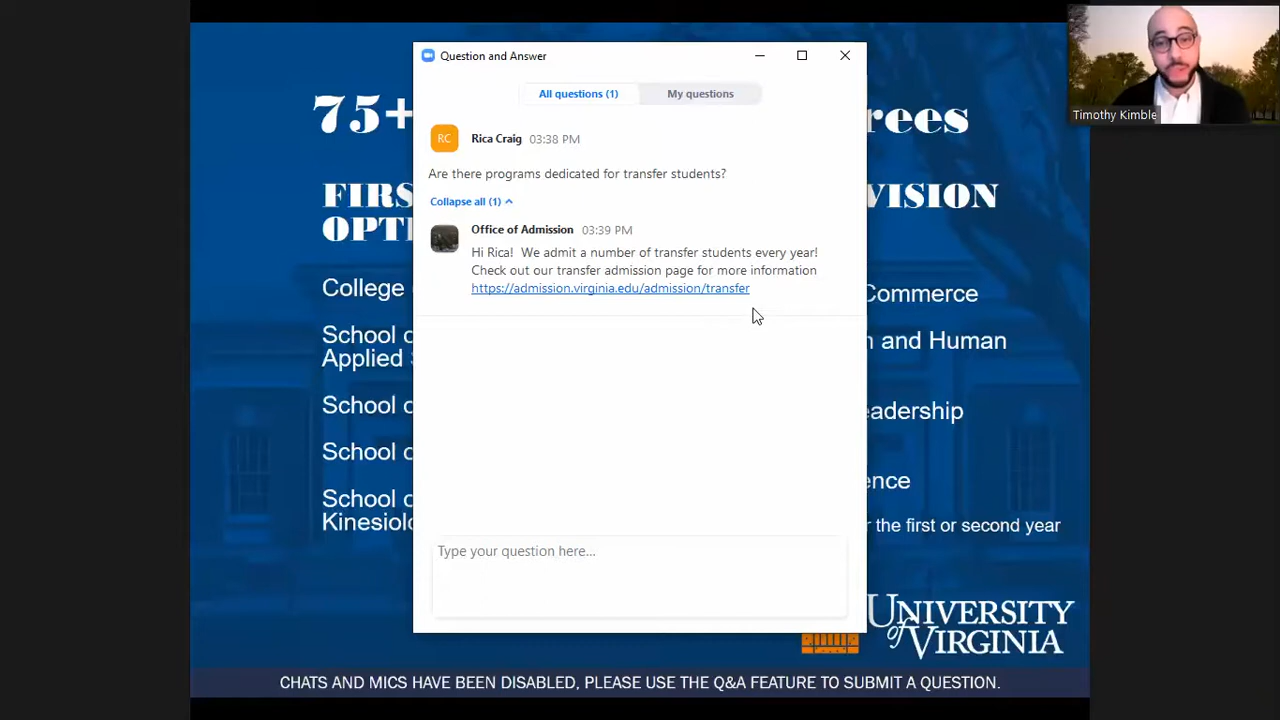 Question and Answer
All questions (1)
My questions
Timothy Kimble
75+
rees
RC
Rica Craig 03:38 PM
Are there programs dedicated for transfer students?
Collapse all (1)
Office of Admission 03:39 PM
Hi Rica! We admit a number of transfer students every year!
Check out our transfer admission page for more information
https://admission.virginia.edu/admission/transfer
Type your question here...
FIRS
OPTI
College
School o
Applied S
School o
School o
School o
Kinesiolo
VISION
Commerce
n and Human
eadership
ence
r the first or second year
UNIVERSITY
of VIRGINIA
CHATS AND MICS HAVE BEEN DISABLED, PLEASE USE THE Q&A FEATURE TO SUBMIT A QUESTION.